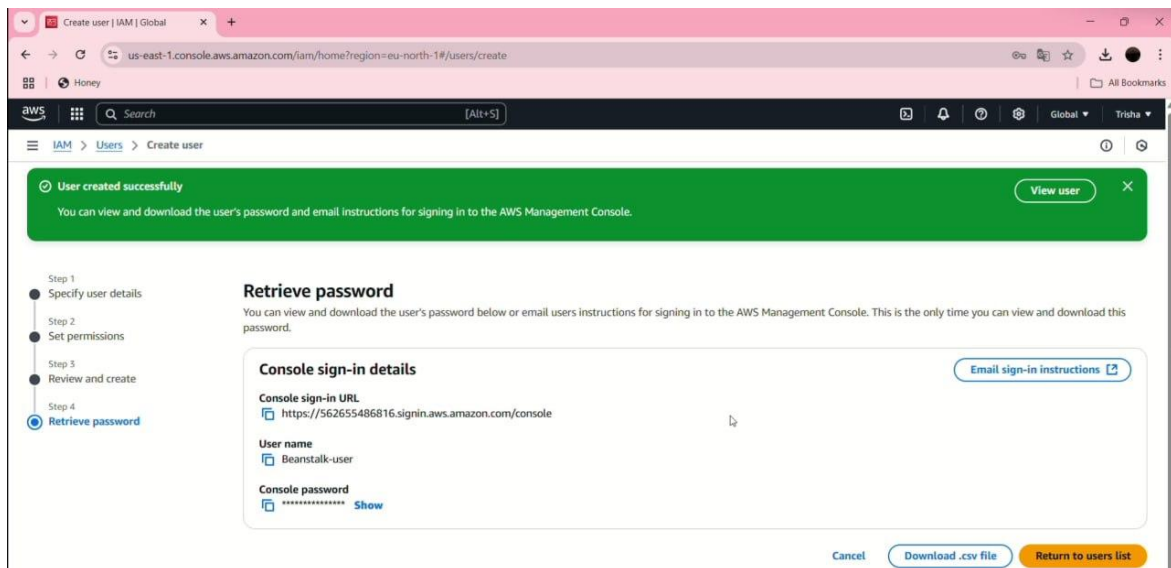 Create user | IAM | Global
us-east-1.console.aws.amazon.com/iam/home?region=eu-north-1#/users/create
Honey
All Bookmarks
aws
Search [Alt+S]
Global
Trisha
IAM > Users > Create user
User created successfully
View user
You can view and download the user's password and email instructions for signing in to the AWS Management Console.
Step 1
Specify user details
Step 2
Set permissions
Step 3
Review and create
Step 4
Retrieve password
Retrieve password
You can view and download the user's password below or email users instructions for signing in to the AWS Management Console. This is the only time you can view and download this
password.
Console sign-in details
Email sign-in instructions
Console sign-in URL
https://562655486816.signin.aws.amazon.com/console
User name
Beanstalk-user
Console password
*************** Show
Cancel
Download .csv file
Return to users list